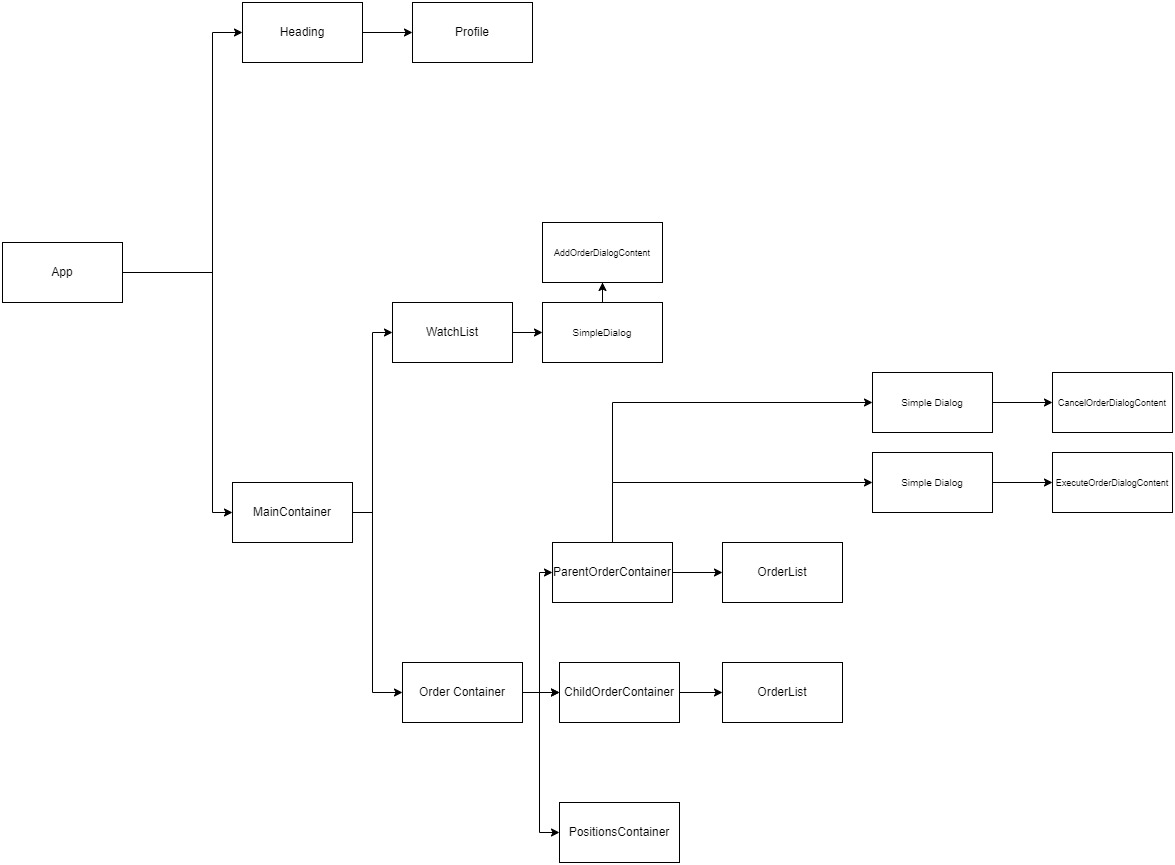 Heading
Profile
App
AddOrderDialogContent
WatchList
SimpleDialog
Simple Dialog
CancelOrderDialogContent
Simple Dialog
ExecuteOrderDialogContent
MainContainer
ParentOrderContainer
OrderList
Order Container
ChildOrderContainer
OrderList
PositionsContainer